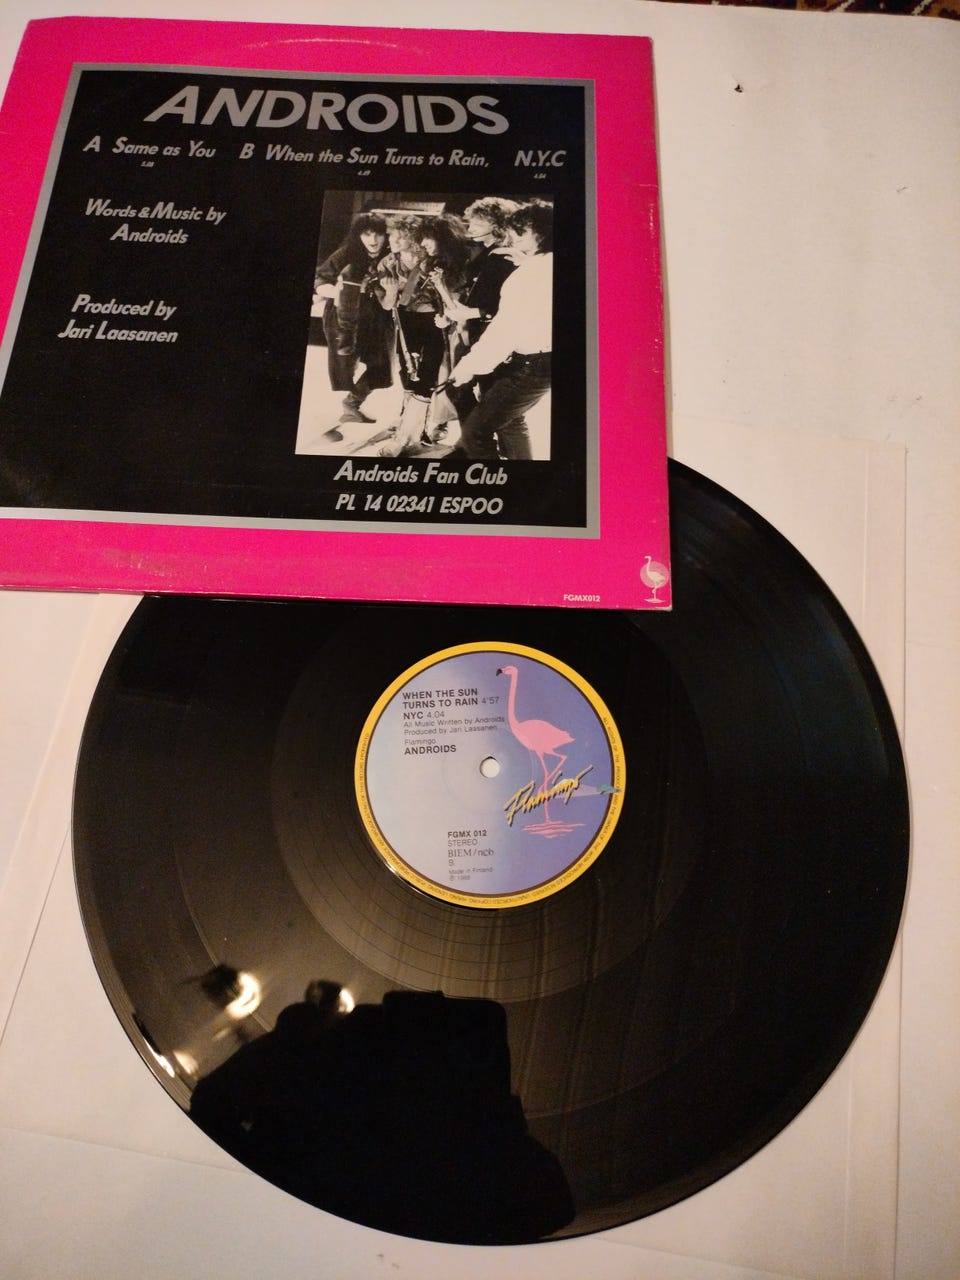 ANDROIDS
A Same as You B When the Sun Turns to Rain, N.Y.C
4.04
Words & Music by
Androids
Produced by
Jari Laasanen
Androids Fan Club
PL 14 02341 ESPOO
FGMX012
WHEN THE SUN
TURNS TO RAIN 4'57
NYC 4.04
All Music Written by Androids
Produced by Jari Laasanen
Flamingo
ANDROIDS
Flamingo
FGMX 012
STEREO
BIEM/ncb
B.
Made in Finland